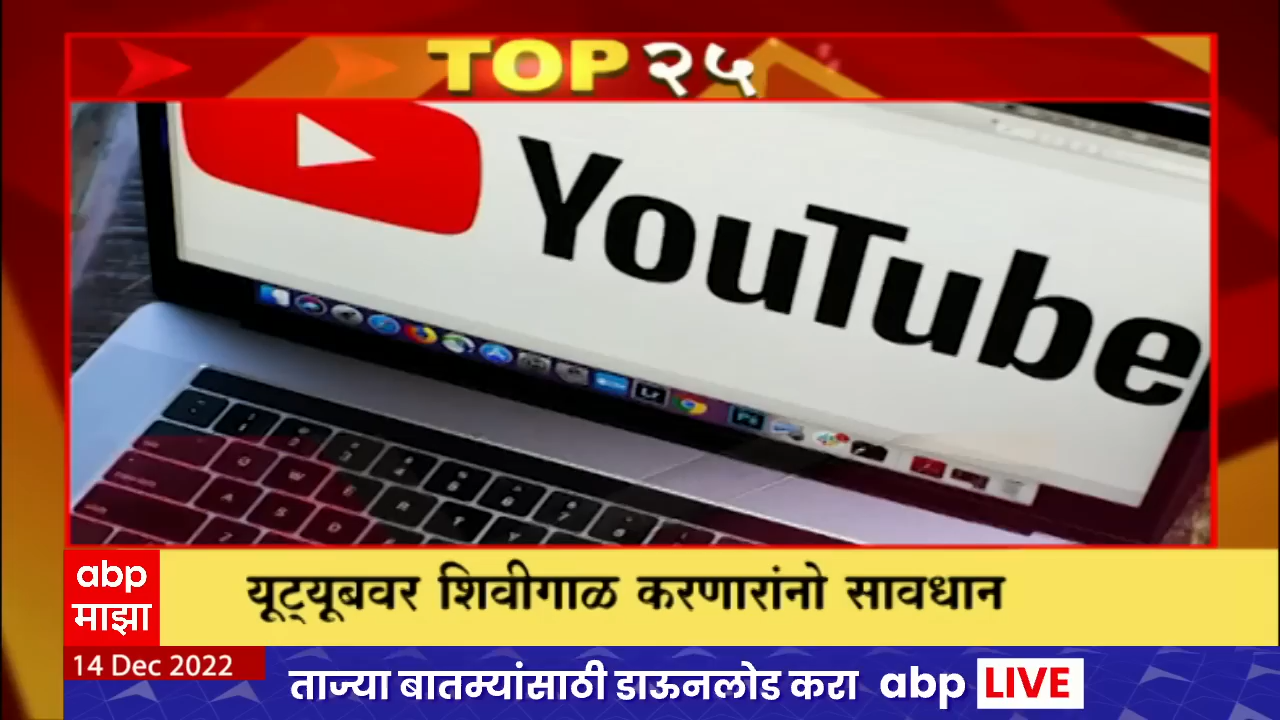 TOP २५
YouTube
यूट्यूबवर शिवीगाळ करणारांनो सावधान
abp
माझा
14 Dec 2022
ताज्या बातम्यांसाठी डाऊनलोड करा abp LIVE